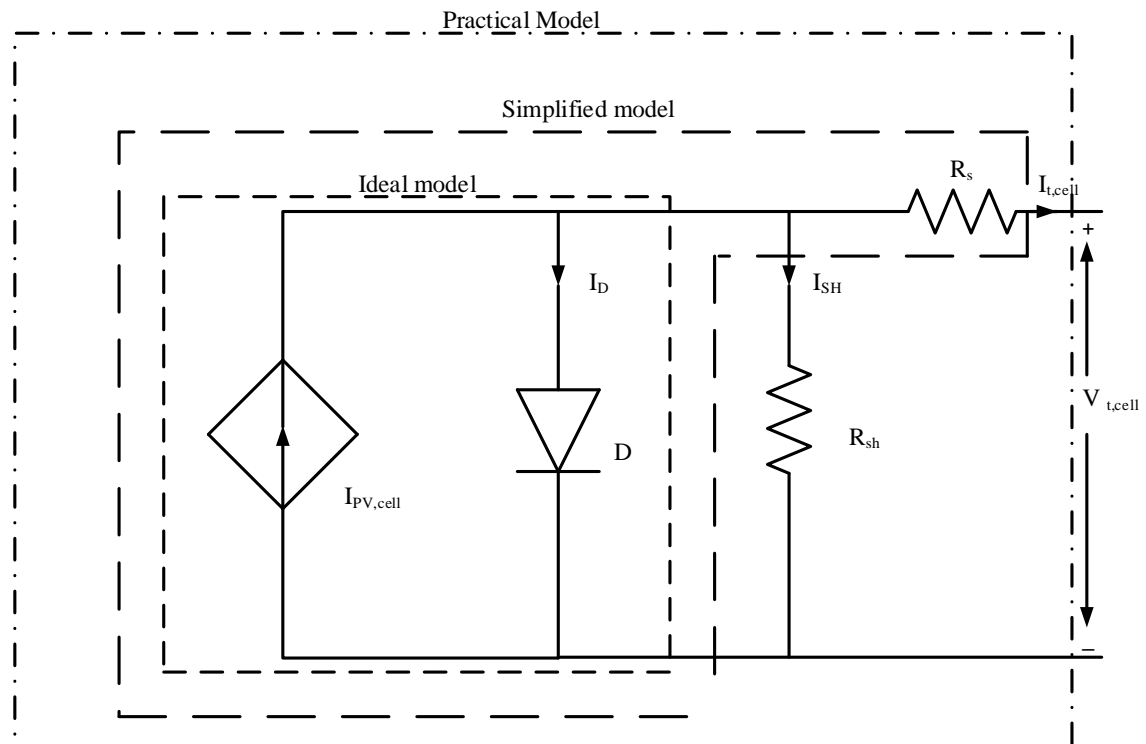 Practical Model
Simplified model
Ideal model
Rs
It,cell
+
ID
ISH
V t,cell
D
Rsh
IPV,cell
−